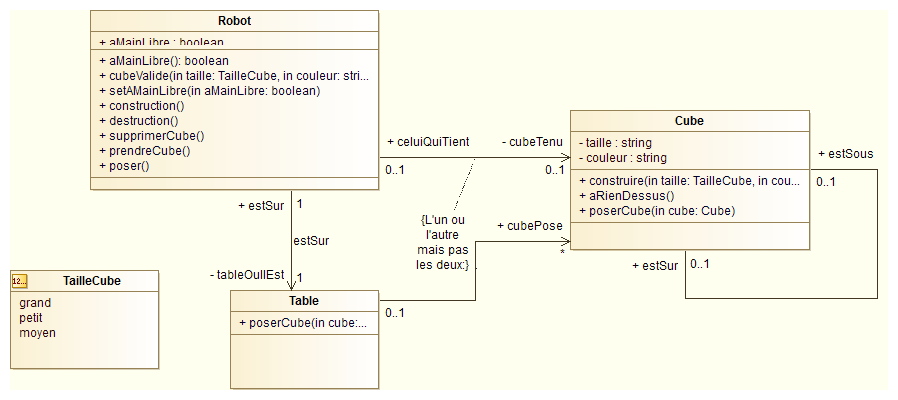 Robot
+ aMainLibre : boolean
+ aMainLibre(): boolean
+ cubeValide(in taille: TailleCube, in couleur: stri...
+ setAMainLibre(in aMainLibre: boolean)
+ construction()
+ destruction()
+ supprimerCube()
+ prendreCube()
+ poser()
+ celuiQuiTient
- cubeTenu
0..1
0..1
Cube
- taille : string
- couleur : string
+ construire(in taille: TailleCube, in cou...
+ aRienDessus()
+ poserCube(in cube: Cube)
+ estSous
0..1
+ estSur
0..1
{L'un ou
l'autre
mais pas
les deux:}
+ cubePose
*
+ estSur
1
estSur
- tableOuIlEst
1
Table
+ poserCube(in cube:...
0..1
12...
TailleCube
grand
petit
moyen